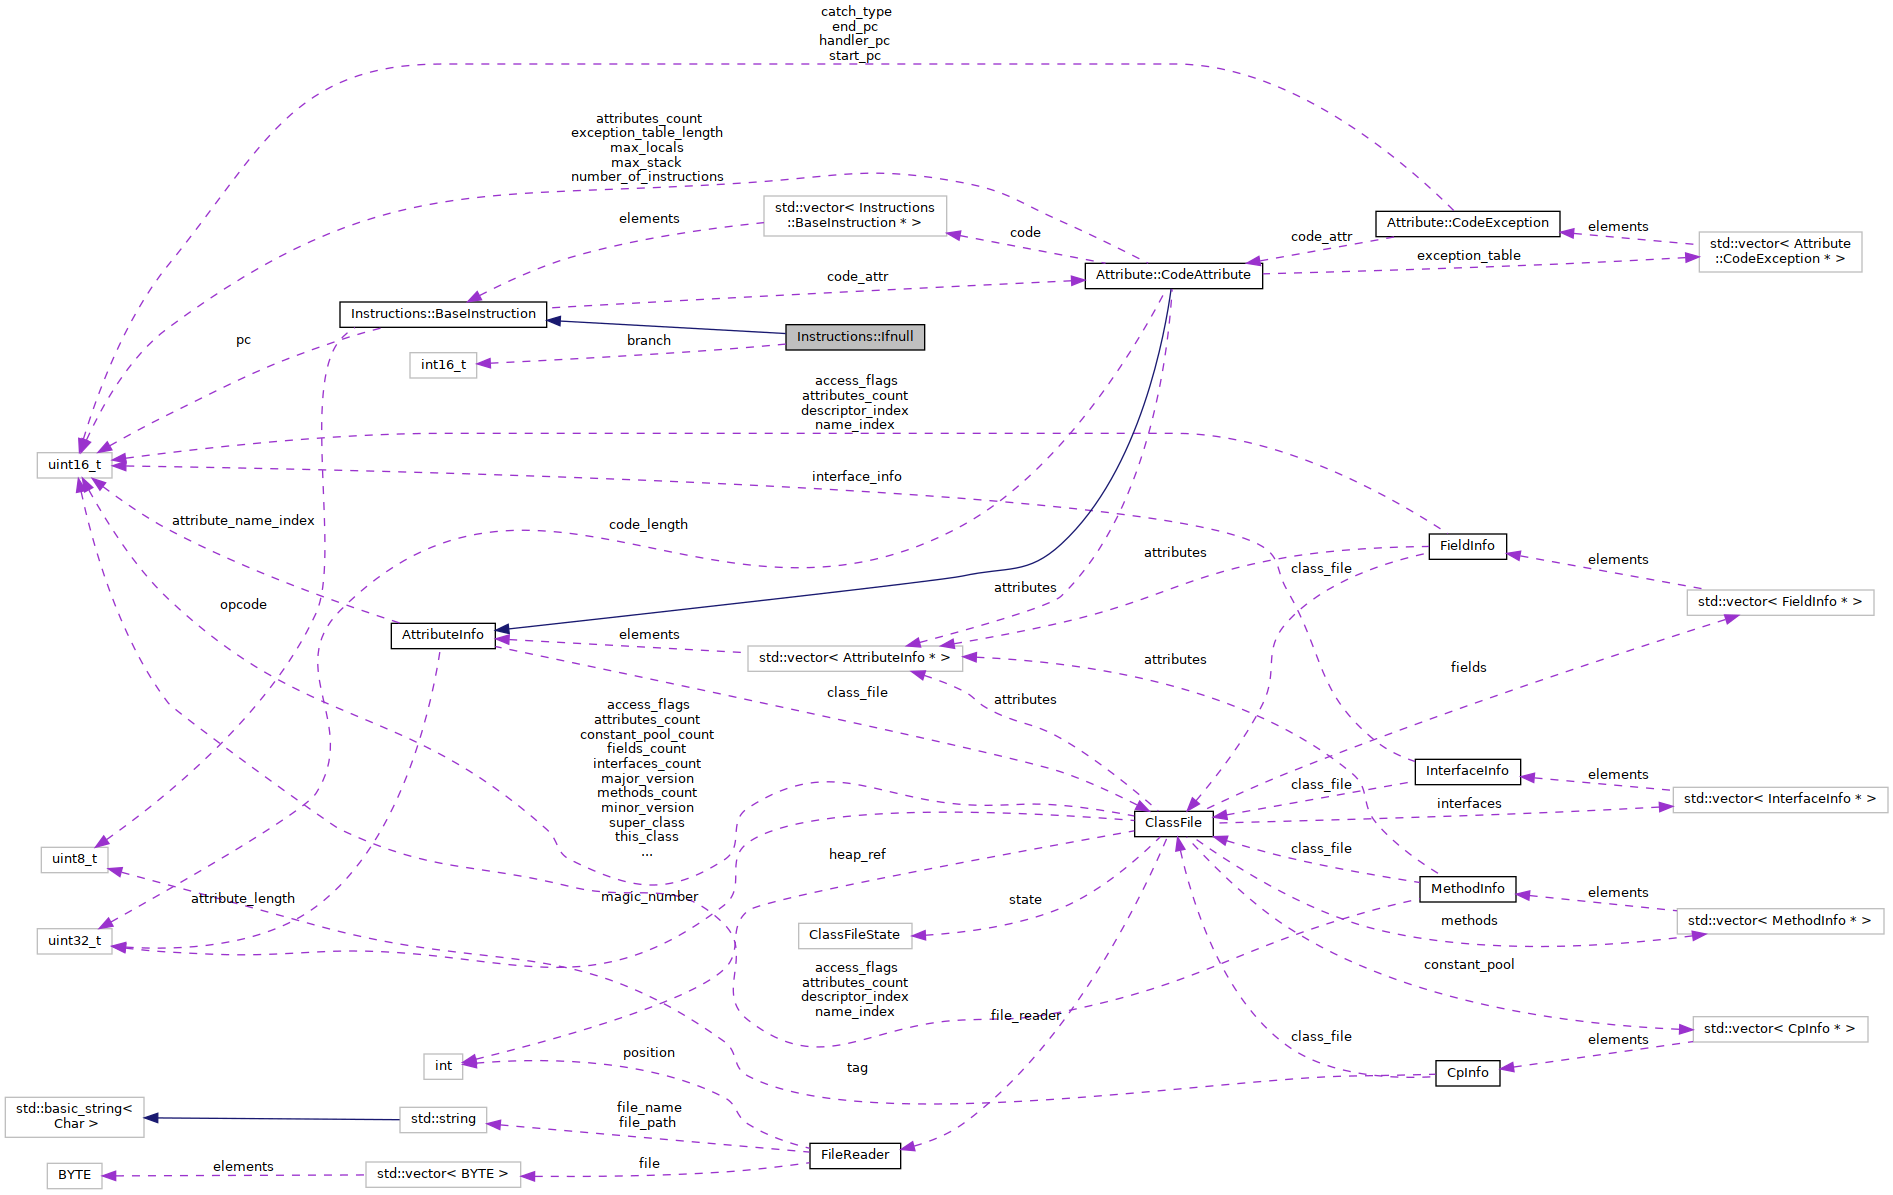 catch_type
end_pc
handler_pc
start_pc
attributes_count
exception_table_length
max_locals
max_stack
number_of_instructions
std::vector< Instructions
::BaseInstruction * >
elements
code
Attribute::CodeException
elements
std::vector< Attribute
::CodeException * >
code_attr
exception_table
Attribute::CodeAttribute
code_attr
Instructions::BaseInstruction
Instructions::Ifnull
pc
branch
int16_t
access_flags
attributes_count
descriptor_index
name_index
uint16_t
interface_info
attribute_name_index
code_length
FieldInfo
attributes
class_file
elements
attributes
std::vector< FieldInfo * >
opcode
AttributeInfo
elements
std::vector< AttributeInfo * >
attributes
fields
class_file
attributes
access_flags
attributes_count
constant_pool_count
fields_count
interfaces_count
major_version
methods_count
minor_version
super_class
this_class
...
InterfaceInfo
elements
class_file
interfaces
std::vector< InterfaceInfo * >
ClassFile
class_file
heap_ref
uint8_t
MethodInfo
elements
magic_number
attribute_length
state
methods
std::vector< MethodInfo * >
uint32_t
ClassFileState
constant_pool
access_flags
attributes_count
descriptor_index
name_index
file_reader
std::vector< CpInfo * >
class_file
elements
position
int
tag
CpInfo
std::basic_string<
Char >
std::string
file_name
file_path
FileReader
file
elements
BYTE
std::vector< BYTE >